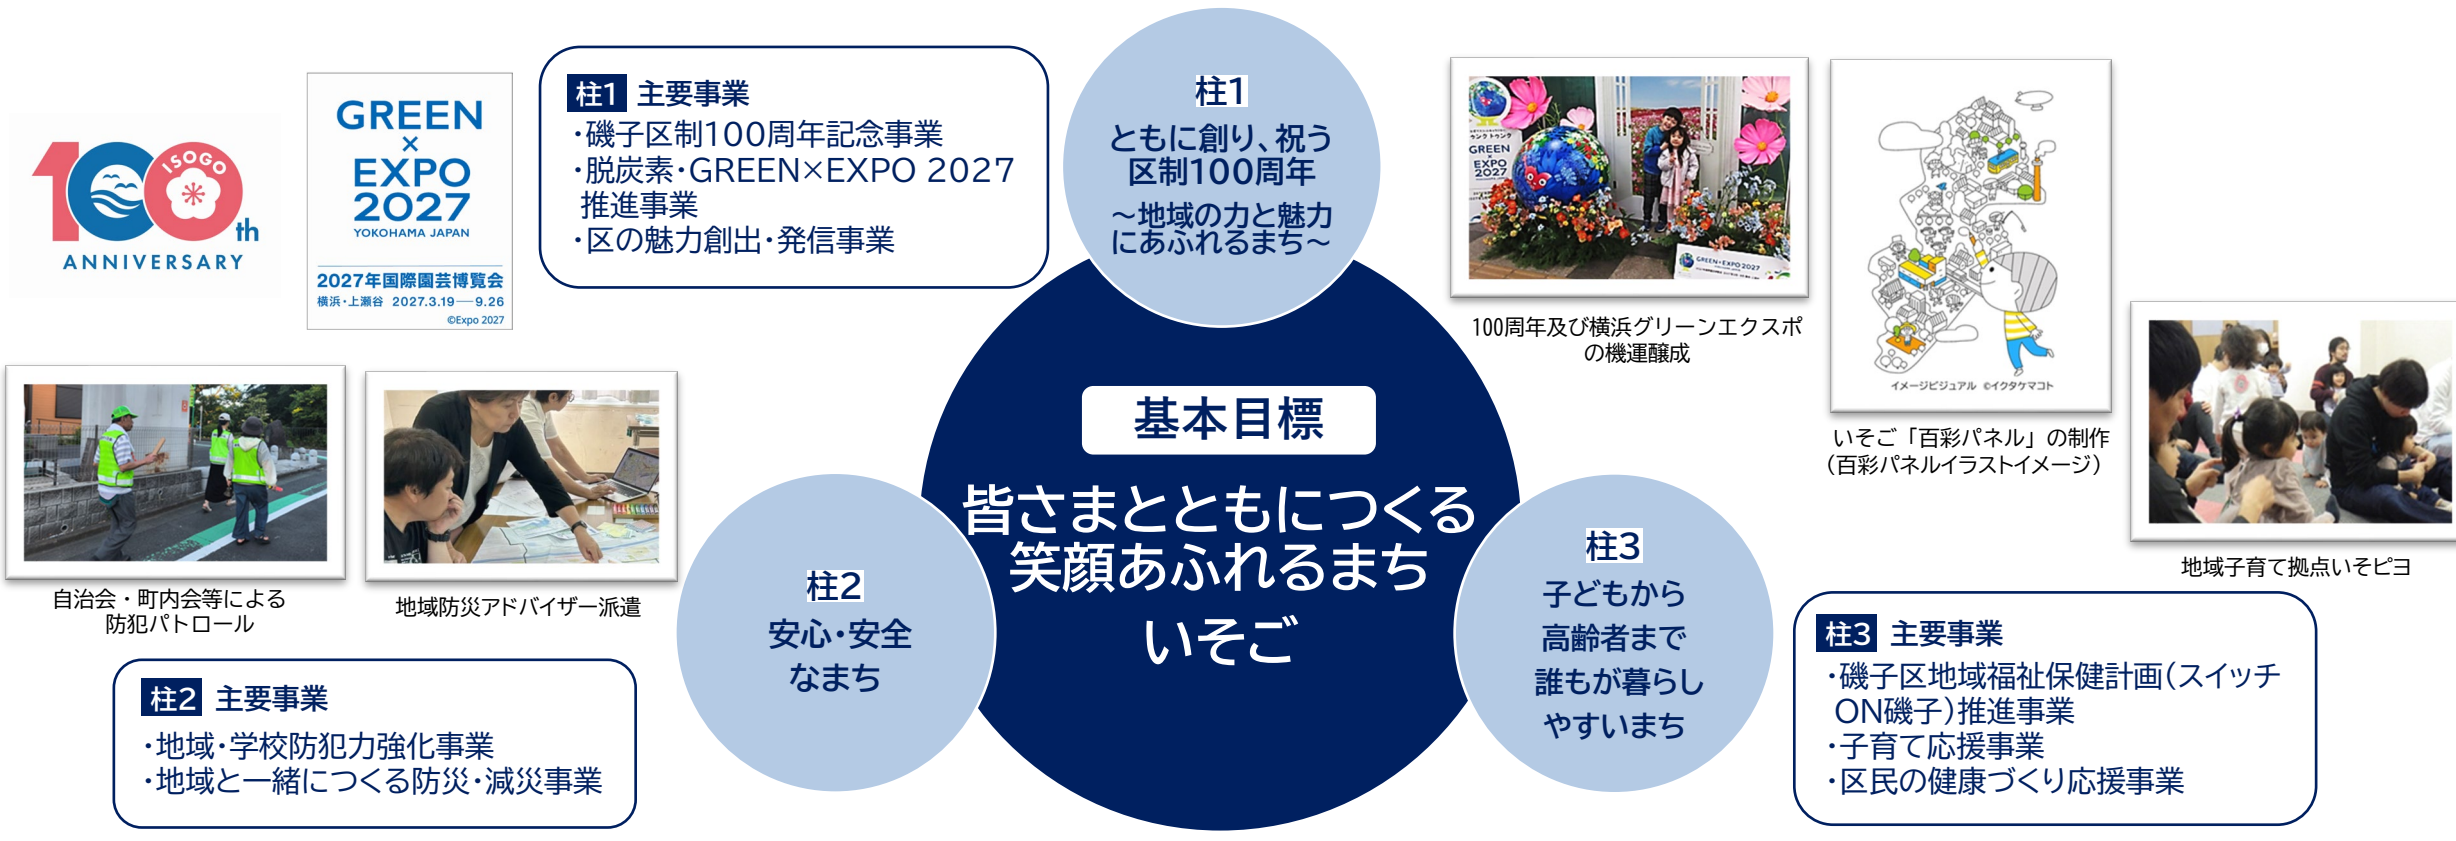 100th
ISOGO
ANNIVERSARY
GREEN
×
EXPO
2027
YOKOHAMA JAPAN
2027年国際園芸博覧会
横浜・上瀬谷 2027.3.19―9.26
©Expo 2027
柱1 主要事業
・磯子区制100周年記念事業
・脱炭素・GREEN×EXPO 2027
推進事業
・区の魅力創出・発信事業
柱1
ともに創り、祝う
区制100周年
～地域の力と魅力
にあふれるまち～
GREEN
×
EXPO
2027
GREEN×EXPO 2027
100周年及び横浜グリーンエクスポ
の機運醸成
イメージビジュアル ©イクタケマコト
いそご「百彩パネル」の制作
（百彩パネルイラストイメージ）
地域子育て拠点いそピヨ
自治会・町内会等による
防犯パトロール
地域防災アドバイザー派遣
基本目標
皆さまとともにつくる
笑顔あふれるまち
いそご
柱2
安心・安全
なまち
柱2 主要事業
・地域・学校防犯力強化事業
・地域と一緒につくる防災・減災事業
柱3
子どもから
高齢者まで
誰もが暮らし
やすいまち
柱3 主要事業
・磯子区地域福祉保健計画（スイッチ
ON磯子）推進事業
・子育て応援事業
・区民の健康づくり応援事業